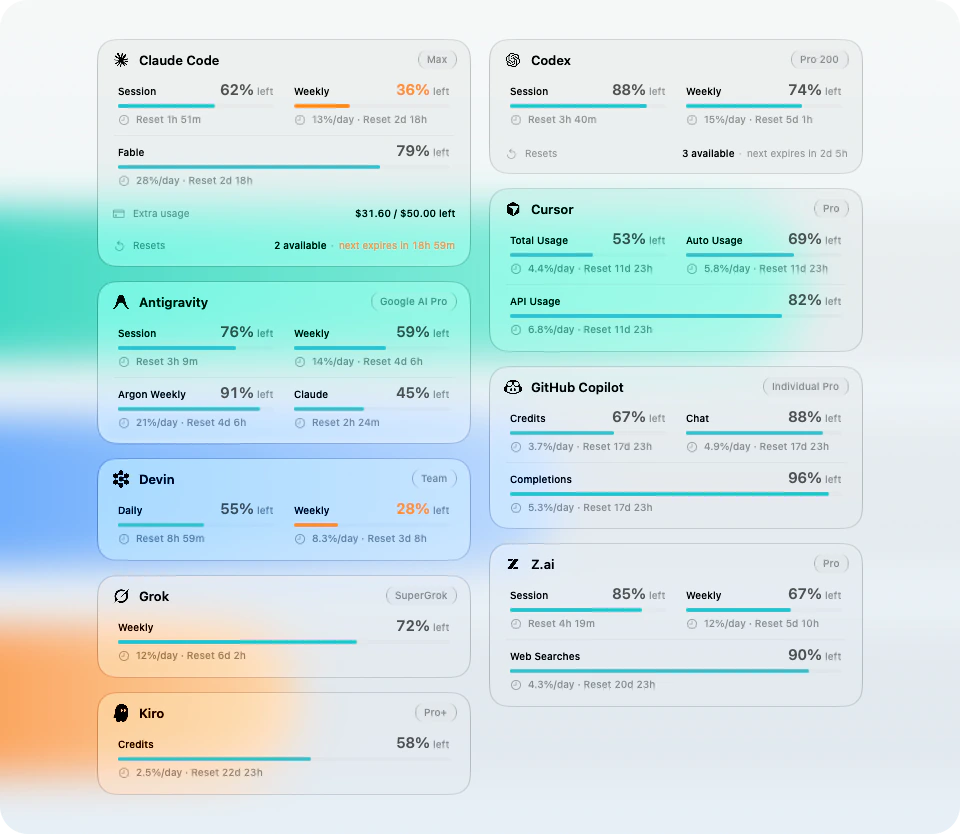 Claude Code Max
Session 62% left Weekly 36% left
Reset 1h 51m 13%/day · Reset 2d 18h
Fable 79% left
28%/day · Reset 2d 18h
Extra usage $31.60 / $50.00 left
Resets 2 available · next expires in 18h 59m
Antigravity Google AI Pro
Session 76% left Weekly 59% left
Reset 3h 9m 14%/day · Reset 4d 6h
Argon Weekly 91% left Claude 45% left
21%/day · Reset 4d 6h Reset 2h 24m
Devin Team
Daily 55% left Weekly 28% left
Reset 8h 59m 8.3%/day · Reset 3d 8h
Grok SuperGrok
Weekly 72% left
12%/day · Reset 6d 2h
Kiro Pro+
Credits 58% left
2.5%/day · Reset 22d 23h
Codex Pro 200
Session 88% left Weekly 74% left
Reset 3h 40m 15%/day · Reset 5d 1h
Resets 3 available · next expires in 2d 5h
Cursor Pro
Total Usage 53% left Auto Usage 69% left
4.4%/day · Reset 11d 23h 5.8%/day · Reset 11d 23h
API Usage 82% left
6.8%/day · Reset 11d 23h
GitHub Copilot Individual Pro
Credits 67% left Chat 88% left
3.7%/day · Reset 17d 23h 4.9%/day · Reset 17d 23h
Completions 96% left
5.3%/day · Reset 17d 23h
Z.ai Pro
Session 85% left Weekly 67% left
Reset 4h 19m 12%/day · Reset 5d 10h
Web Searches 90% left
4.3%/day · Reset 20d 23h